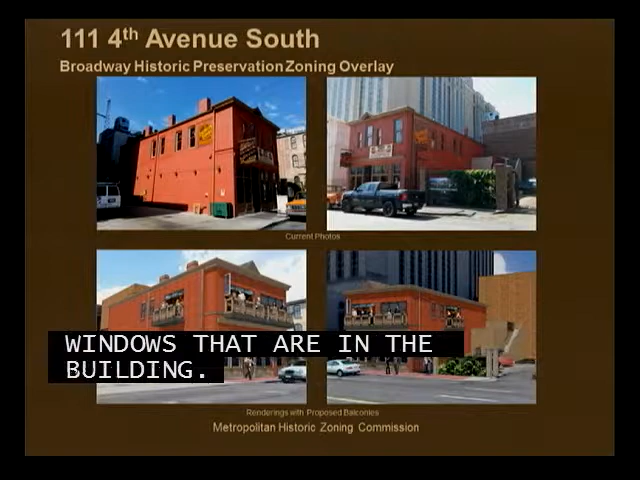 111 4th Avenue South
Broadway Historic Preservation Zoning Overlay
Current Photos
WINDOWS THAT ARE IN THE
BUILDING.
Renderings with Proposed Balconies
Metropolitan Historic Zoning Commission